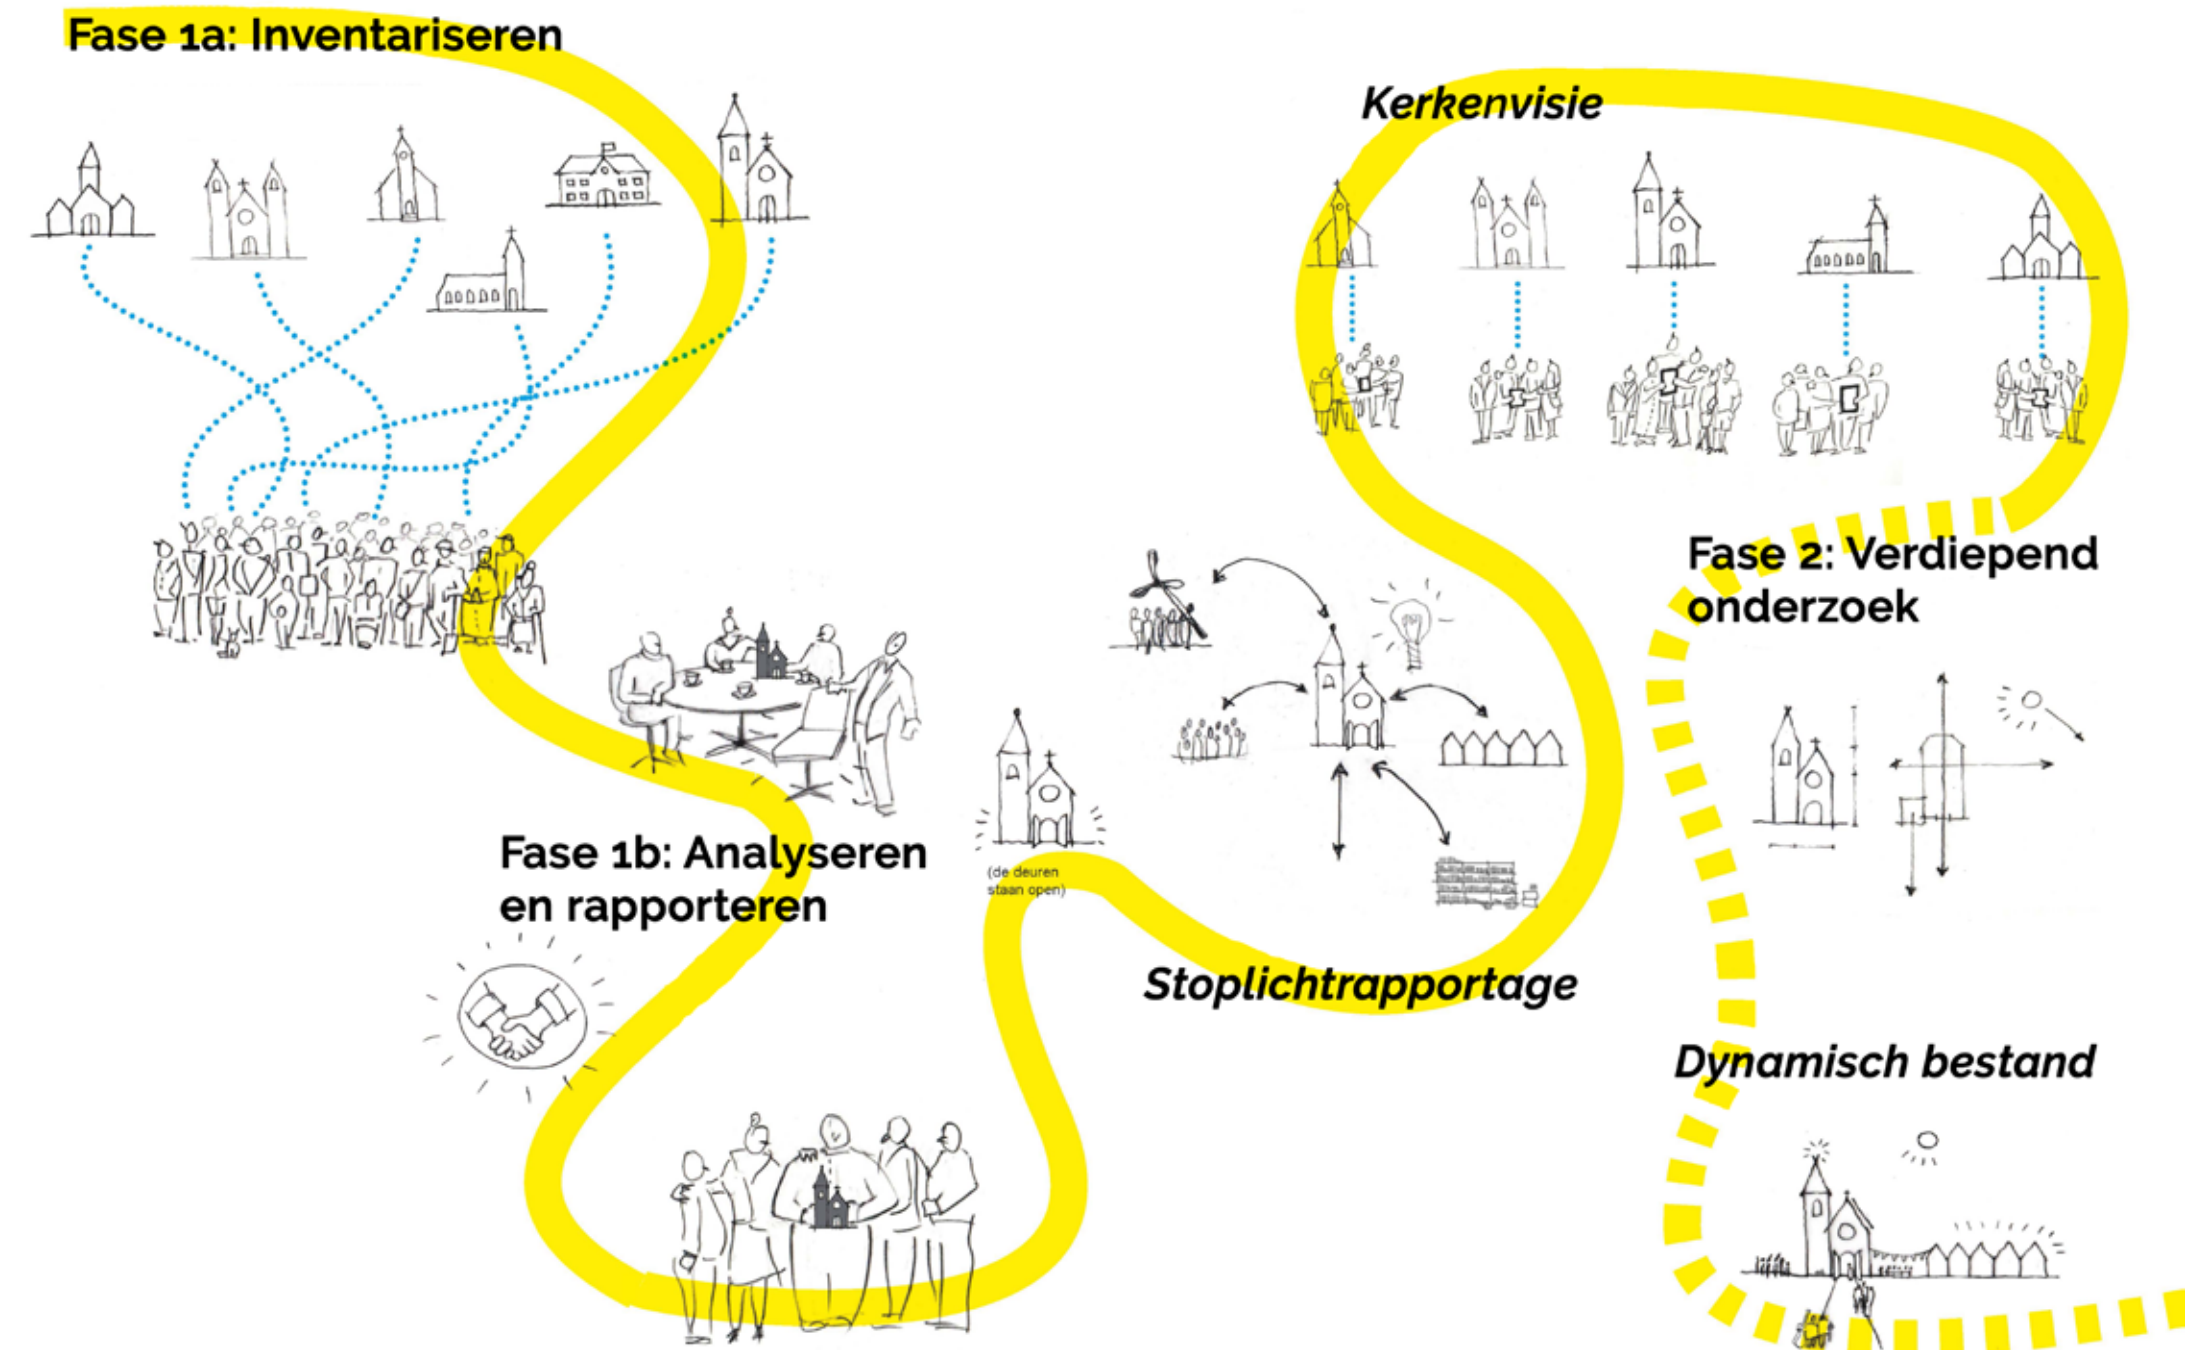 Fase 1a: Inventariseren
Fase 1b: Analyseren
en rapporteren
(de deuren
staan open)
Stoplichtrapportage
Kerkenvisie
Fase 2: Verdiepend
onderzoek
Dynamisch bestand